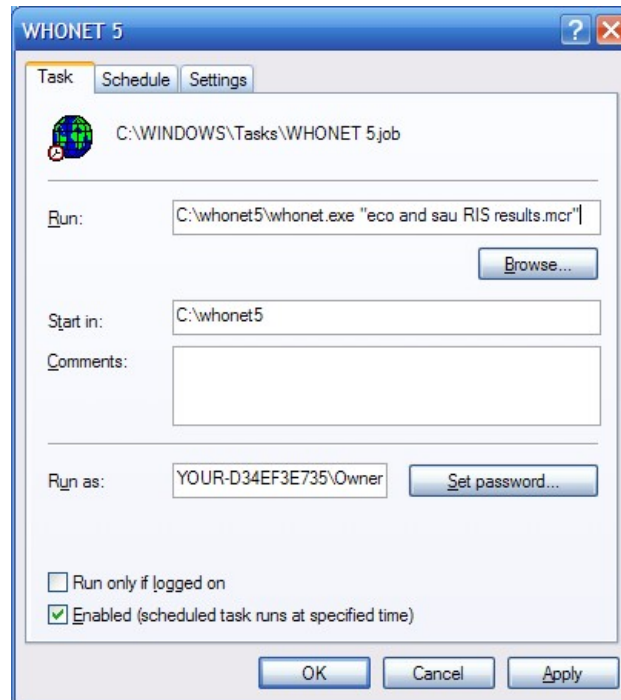 WHONET 5
Task Schedule Settings
C:\WINDOWS\Tasks\WHONET 5.job
Run: C:\whonet5\whonet.exe "eco and sau RIS results.mcr"
Browse...
Start in: C:\whonet5
Comments:
Run as: YOUR-D34EF3E735\Owner Set password...
Run only if logged on
Enabled (scheduled task runs at specified time)
OK Cancel Apply